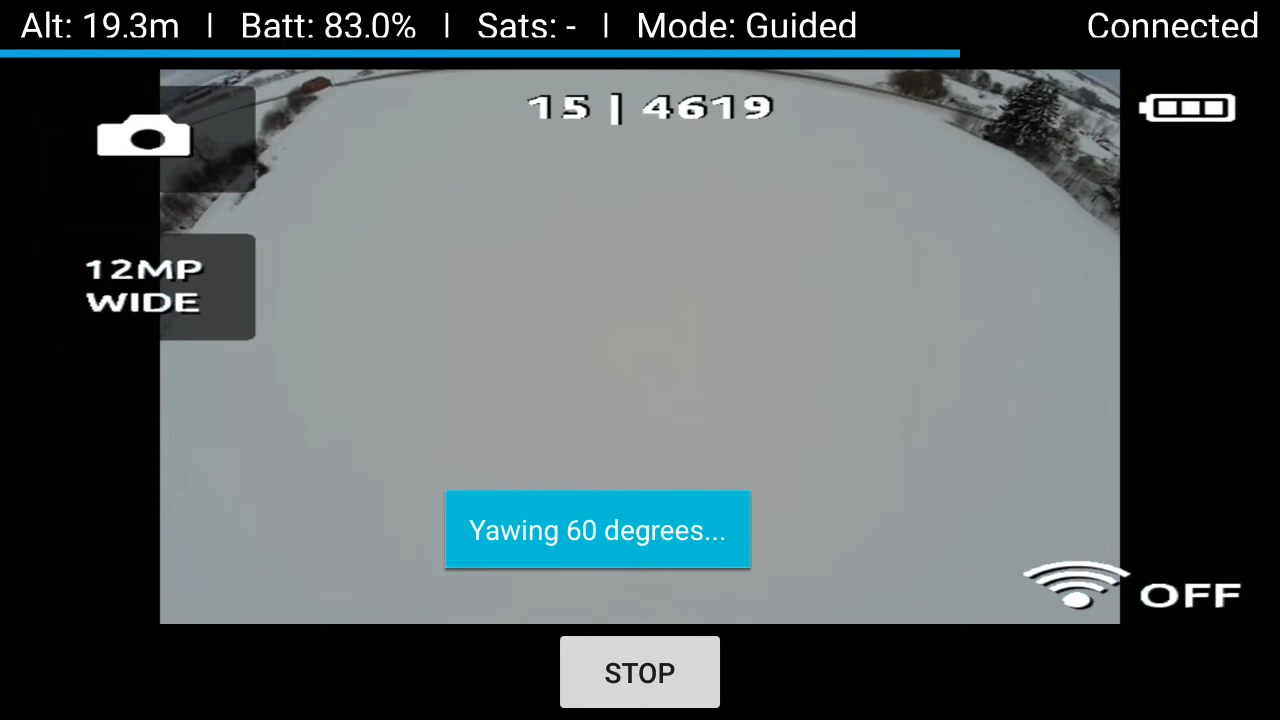 Alt: 19.3m | Batt: 83.0% | Sats: - | Mode: Guided Connected
15 | 4619
12MP
WIDE
Yawing 60 degrees...
OFF
STOP